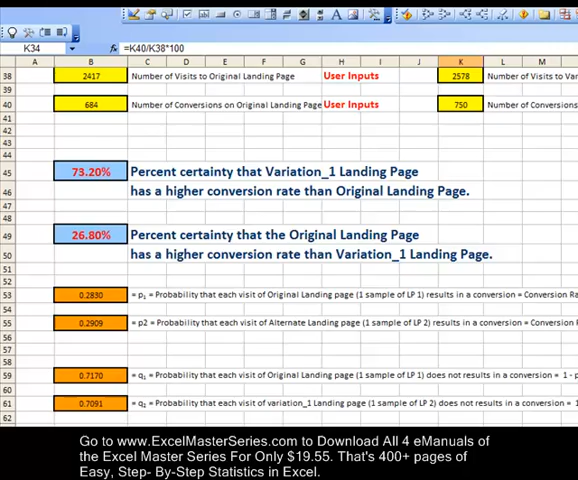 K34 =K40/K38*100
A B C D E F G H I J K L M
38 2417 Number of Visits to Original Landing Page User Inputs 2578 Number of Visits to Var
39
40 684 Number of Conversions on Original Landing Page User Inputs 750 Number of Conversions
41
42
43
44
45 73.20% Percent certainty that Variation_1 Landing Page
46 has a higher conversion rate than Original Landing Page.
47
48
49 26.80% Percent certainty that the Original Landing Page
50 has a higher conversion rate than Variation_1 Landing Page.
51
52
53 0.2830 = p₁ = Probability that each visit of Original Landing page (1 sample of LP 1) results in a conversion = Conversion Ra
54
55 0.2909 = p2 = Probability that each visit of Alternate Landing page (1 sample of LP 2) results in a conversion = Conversion
56
57
58
59 0.7170 = q₁ = Probability that each visit of Original Landing page (1 sample of LP 1) does not results in a conversion = 1 - p
60
61 0.7091 = q₂ = Probability that each visit of variation_1 Landing page (1 sample of LP 2) does not results in a conversion = 1
62
Go to www.ExcelMasterSeries.com to Download All 4 eManuals of
the Excel Master Series For Only $19.55. That's 400+ pages of
Easy, Step- By-Step Statistics in Excel.